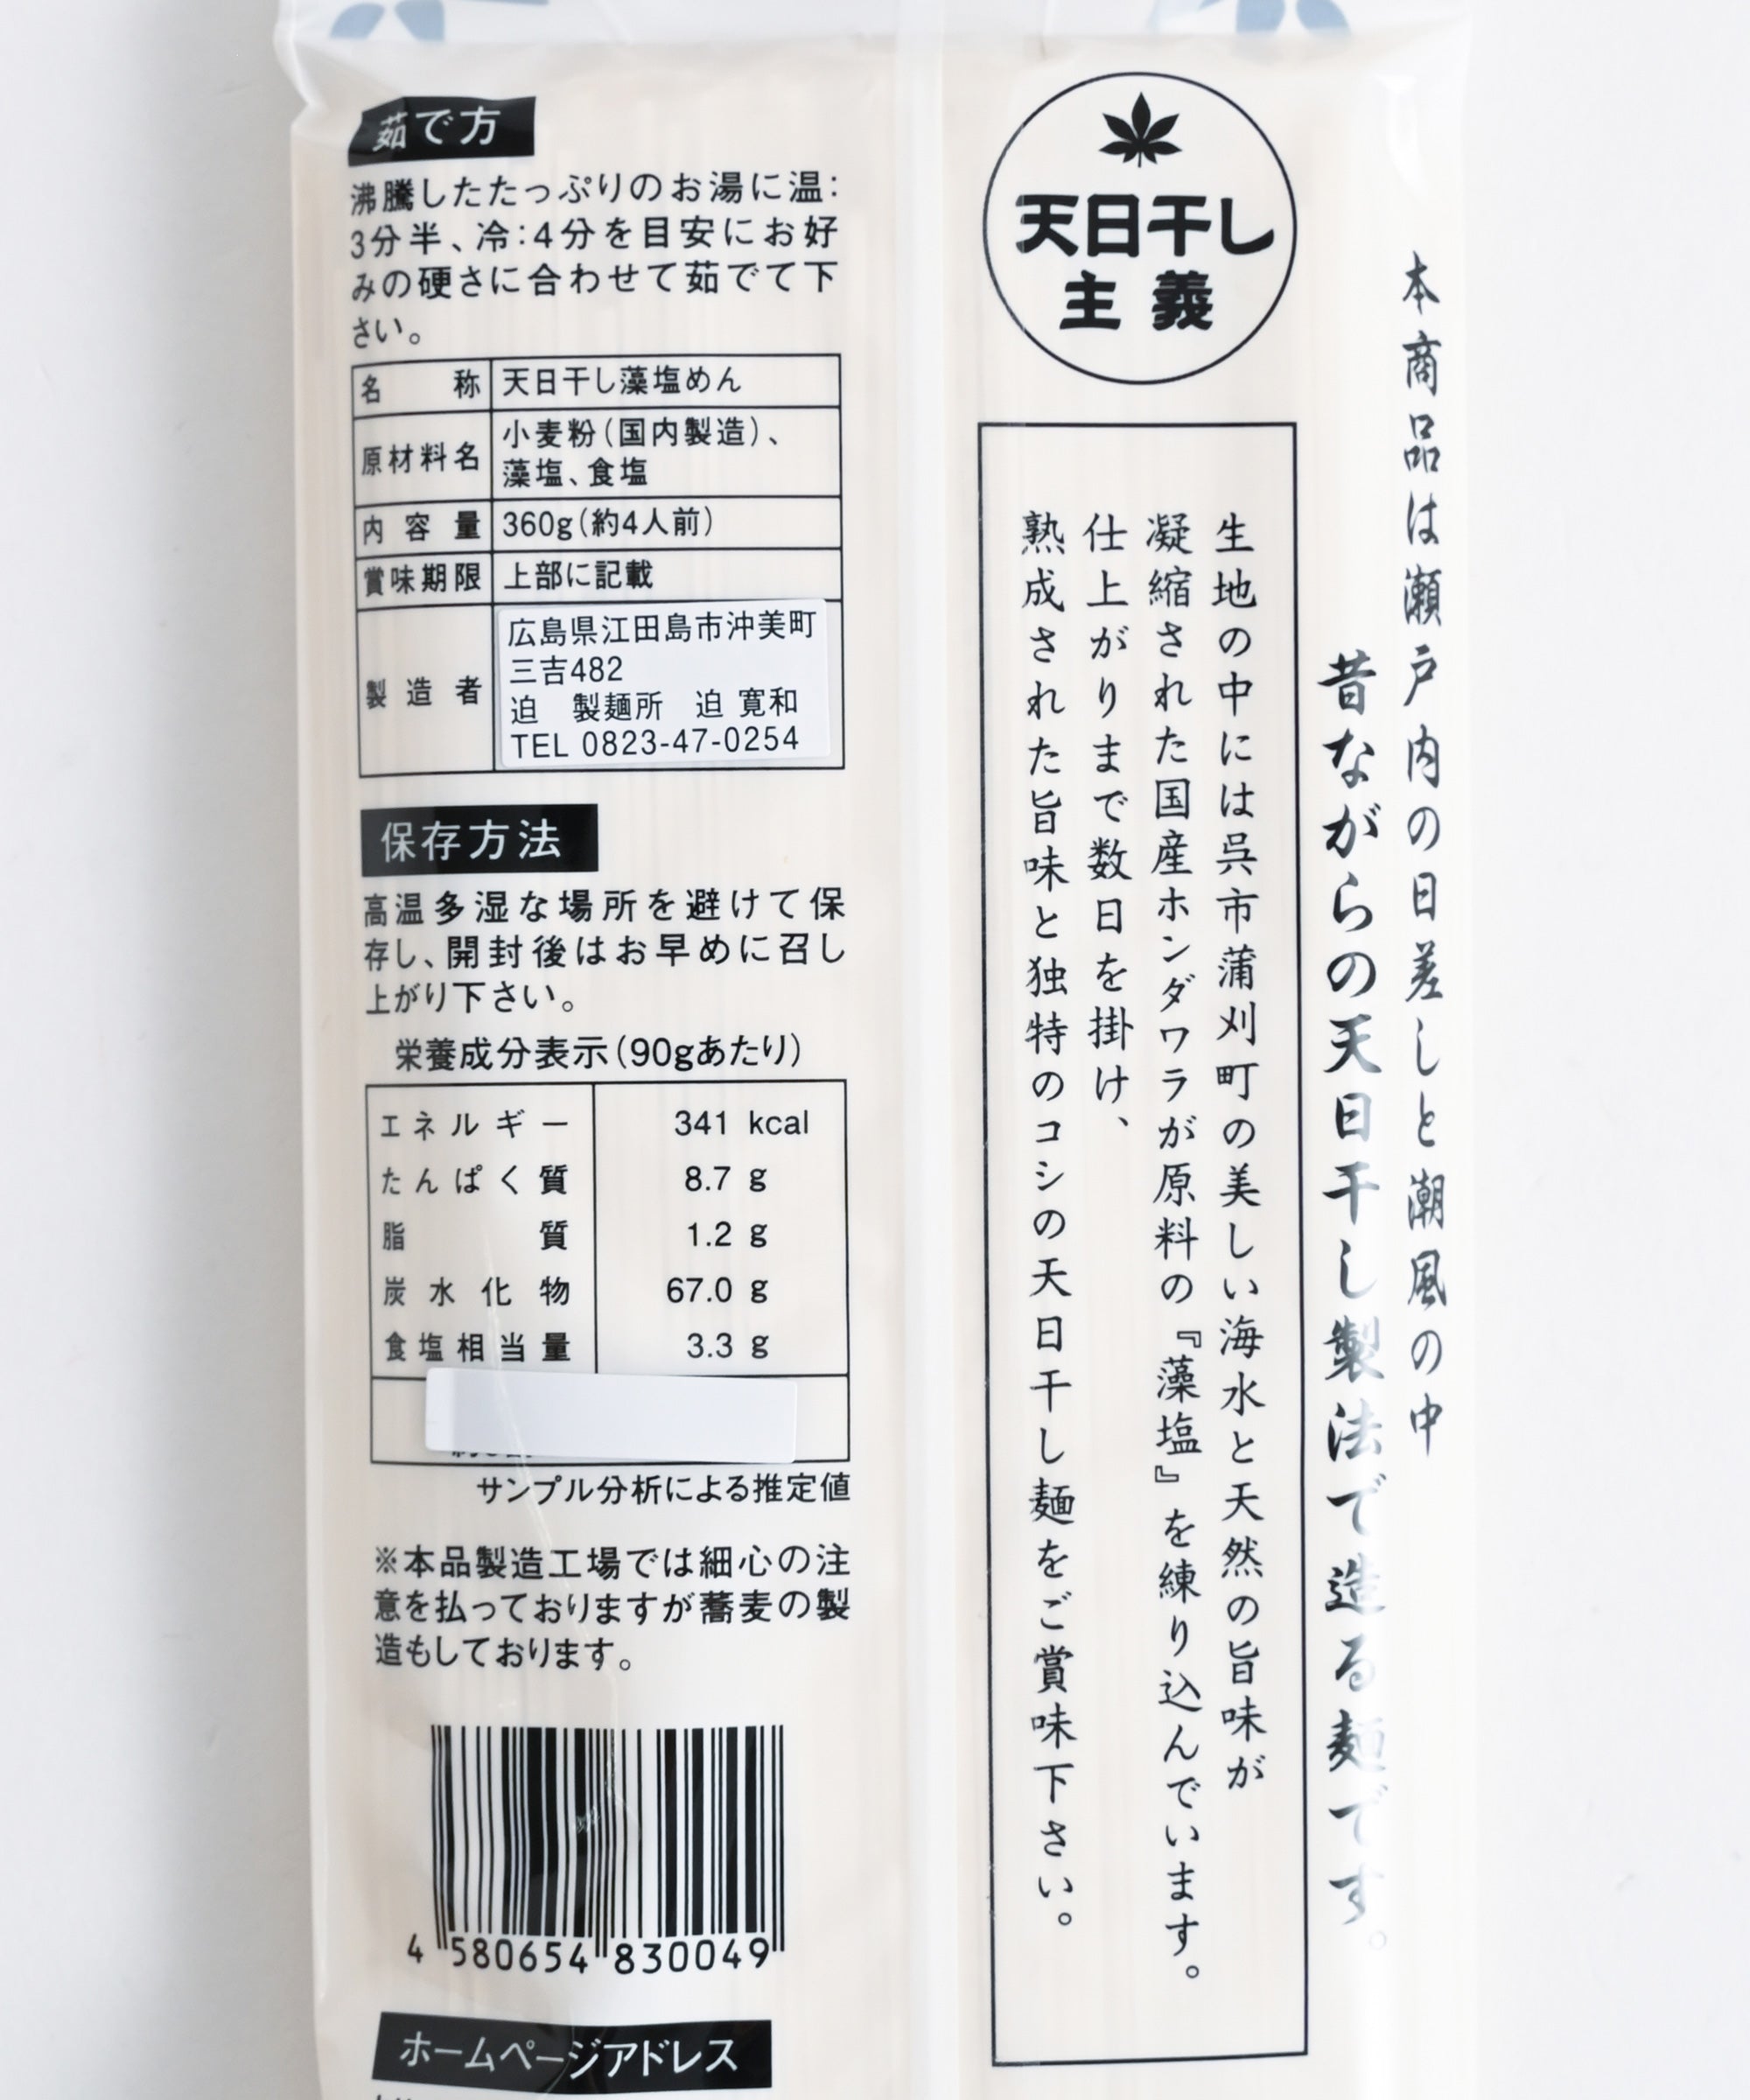 茹で方
沸騰したたっぷりのお湯に温:
3分半、冷:4分を目安にお好
みの硬さに合わせて茹でて下
さい。
名称 天日干し藻塩めん
原材料名 小麦粉(国内製造)、
藻塩、食塩
内容量 360g(約4人前)
賞味期限 上部に記載
製造者 広島県江田島市沖美町
三吉482
迫 製麺所 迫 寛和
TEL 0823-47-0254
保存方法
高温多湿な場所を避けて保
存し、開封後はお早めに召し
上がり下さい。
栄養成分表示(90gあたり)
エネルギー 341 kcal
たんぱく質 8.7 g
脂質 1.2 g
炭水化物 67.0 g
食塩相当量 3.3 g
サンプル分析による推定値
※本品製造工場では細心の注
意を払っておりますが蕎麦の製
造もしております。
4 580654 830049
ホームページアドレス
天日干し
主義
本商品は瀬戸内の日差しと潮風の中
昔ながらの天日干し製法で造る麺です。
生地の中には呉市蒲刈町の美しい海水と天然の旨味が
凝縮された国産ホンダワラが原料の『藻塩』を練り込んでいます。
仕上がりまで数日を掛け、
熟成された旨味と独特のコシの天日干し麺をご賞味下さい。